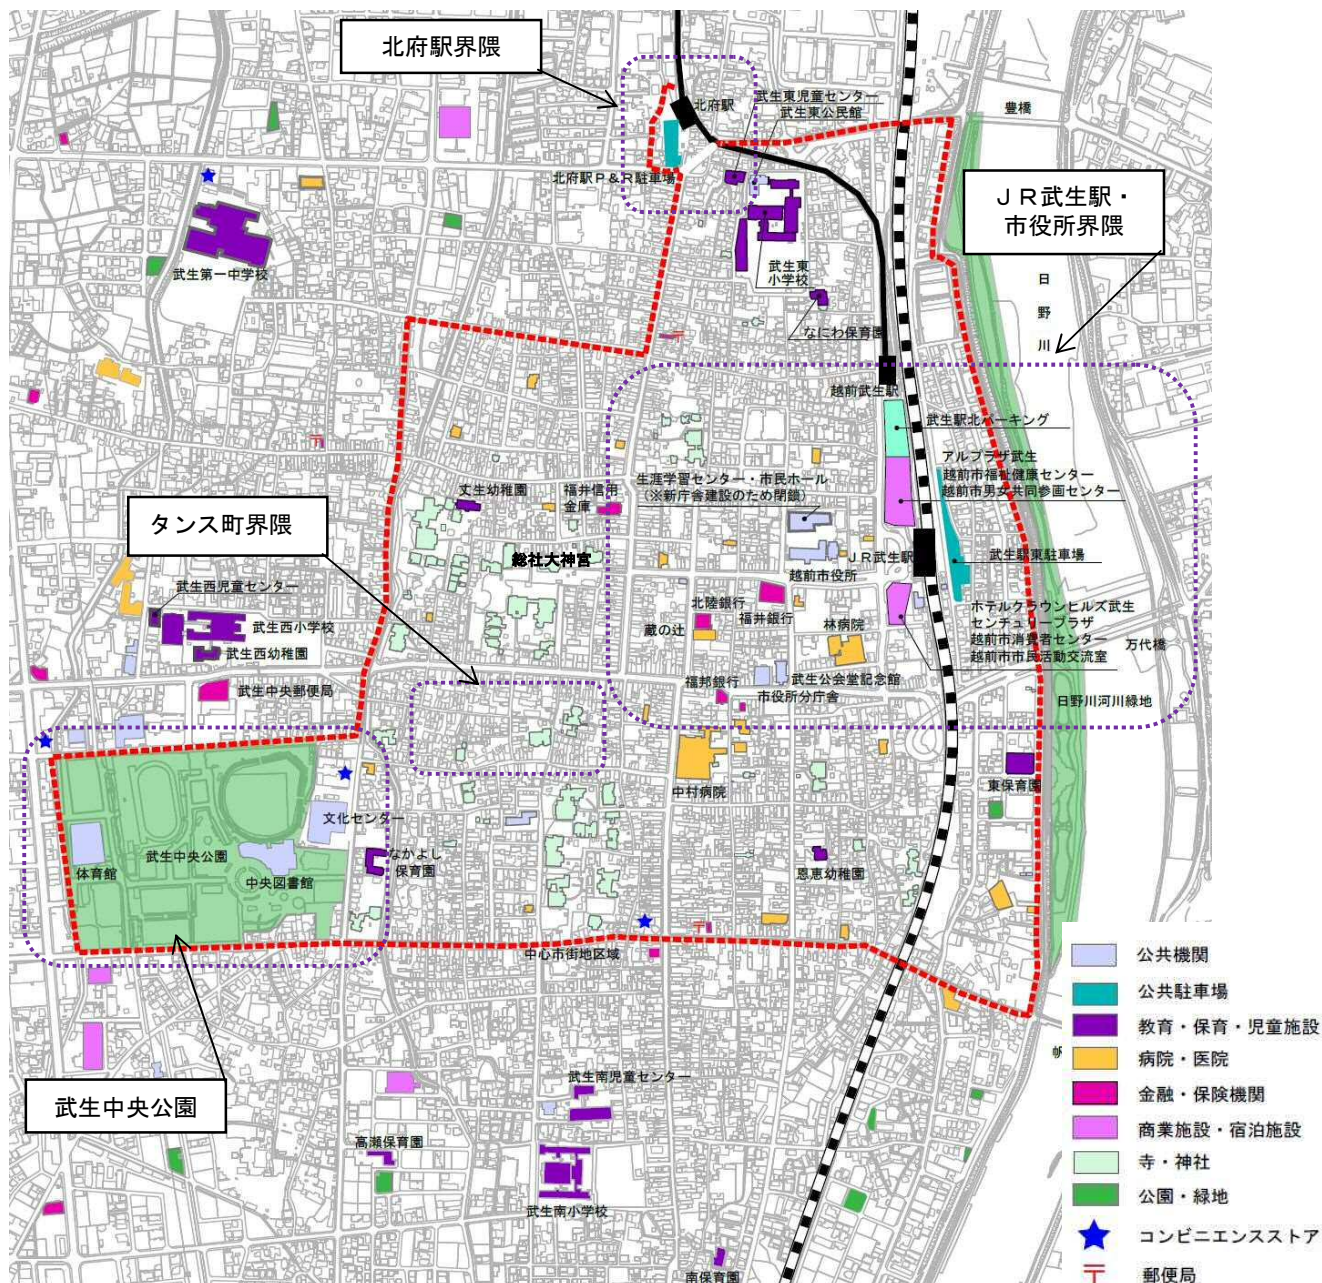 北府駅界隈
北府駅
武生東児童センター
武生東公民館
豊橋
北府駅P&R駐車場
JR武生駅・
市役所界隈
武生第一中学校
武生東
小学校
日
野
川
なにわ保育園
越前武生駅
武生駅北パーキング
アルプラザ武生
越前市福祉健康センター
越前市男女共同参画センター
生涯学習センター・市民ホール
(※新庁舎建設のため閉鎖)
丈生幼稚園
福井信用
金庫
タンス町界隈
総社大神宮
JR武生駅
武生駅東駐車場
越前市役所
武生西児童センター
北陸銀行
福井銀行
ホテルクラウンヒルズ武生
センチュリープラザ
越前市消費者センター
越前市市民活動交流室
武生西小学校
蔵の辻
林病院
万代橋
武生西幼稚園
武生中央郵便局
福邦銀行
武生公会堂記念館
市役所分庁舎
日野川河川緑地
中村病院
東保育園
文化センター
武生中央公園
体育館
中央図書館
なかよし
保育園
恩恵幼稚園
中心市街地区域
公共機関
公共駐車場
教育・保育・児童施設
病院・医院
金融・保険機関
商業施設・宿泊施設
寺・神社
公園・緑地
コンビニエンスストア
郵便局
帆
武生中央公園
武生南児童センター
高瀬保育園
武生南小学校
南保育園